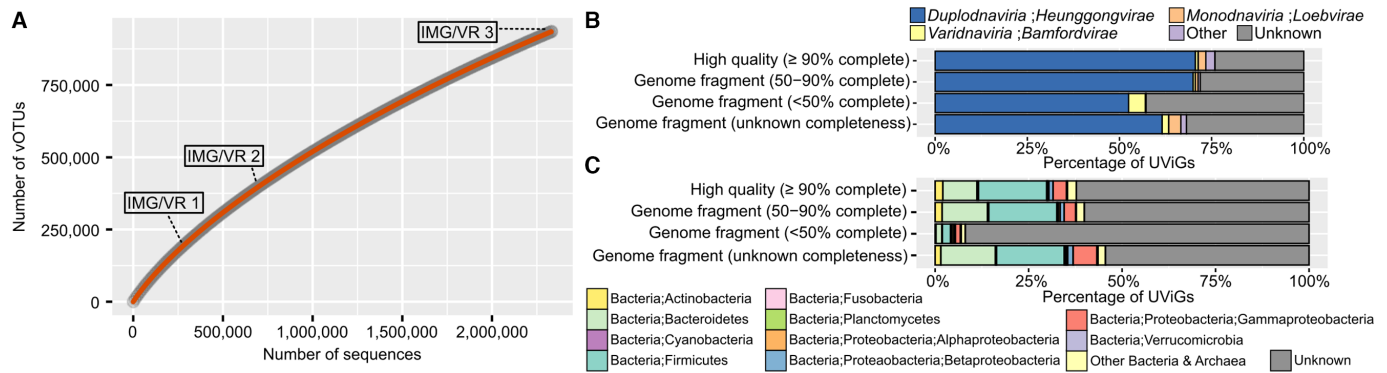 A
Number of vOTUs
750,000
500,000
250,000
0
IMG/VR 3
IMG/VR 2
IMG/VR 1
0 500,000 1,000,000 1,500,000 2,000,000
Number of sequences
B
Duplodnaviria ;Heunggongvirae Monodnaviria ;Loebvirae
Varidnaviria ;Bamfordvirae Other Unknown
High quality (≥ 90% complete)
Genome fragment (50−90% complete)
Genome fragment (<50% complete)
Genome fragment (unknown completeness)
0% 25% 50% 75% 100%
Percentage of UViGs
C
High quality (≥ 90% complete)
Genome fragment (50−90% complete)
Genome fragment (<50% complete)
Genome fragment (unknown completeness)
0% 25% 50% 75% 100%
Percentage of UViGs
Bacteria;Actinobacteria Bacteria;Fusobacteria
Bacteria;Bacteroidetes Bacteria;Planctomycetes Bacteria;Proteobacteria;Gammaproteobacteria
Bacteria;Cyanobacteria Bacteria;Proteobacteria;Alphaproteobacteria Bacteria;Verrucomicrobia
Bacteria;Firmicutes Bacteria;Proteaobacteria;Betaproteobacteria Other Bacteria & Archaea Unknown